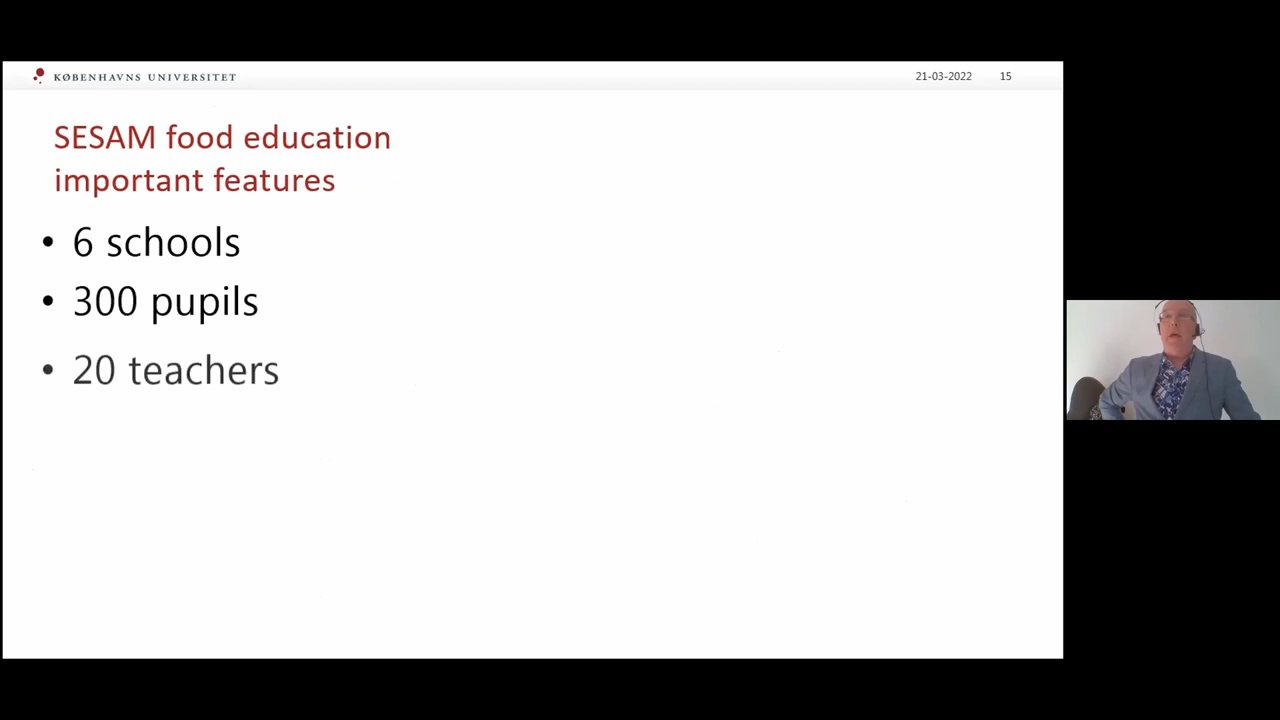 KØBENHAVNS UNIVERSITET
21-03-2022 15
SESAM food education
important features
• 6 schools
• 300 pupils
• 20 teachers